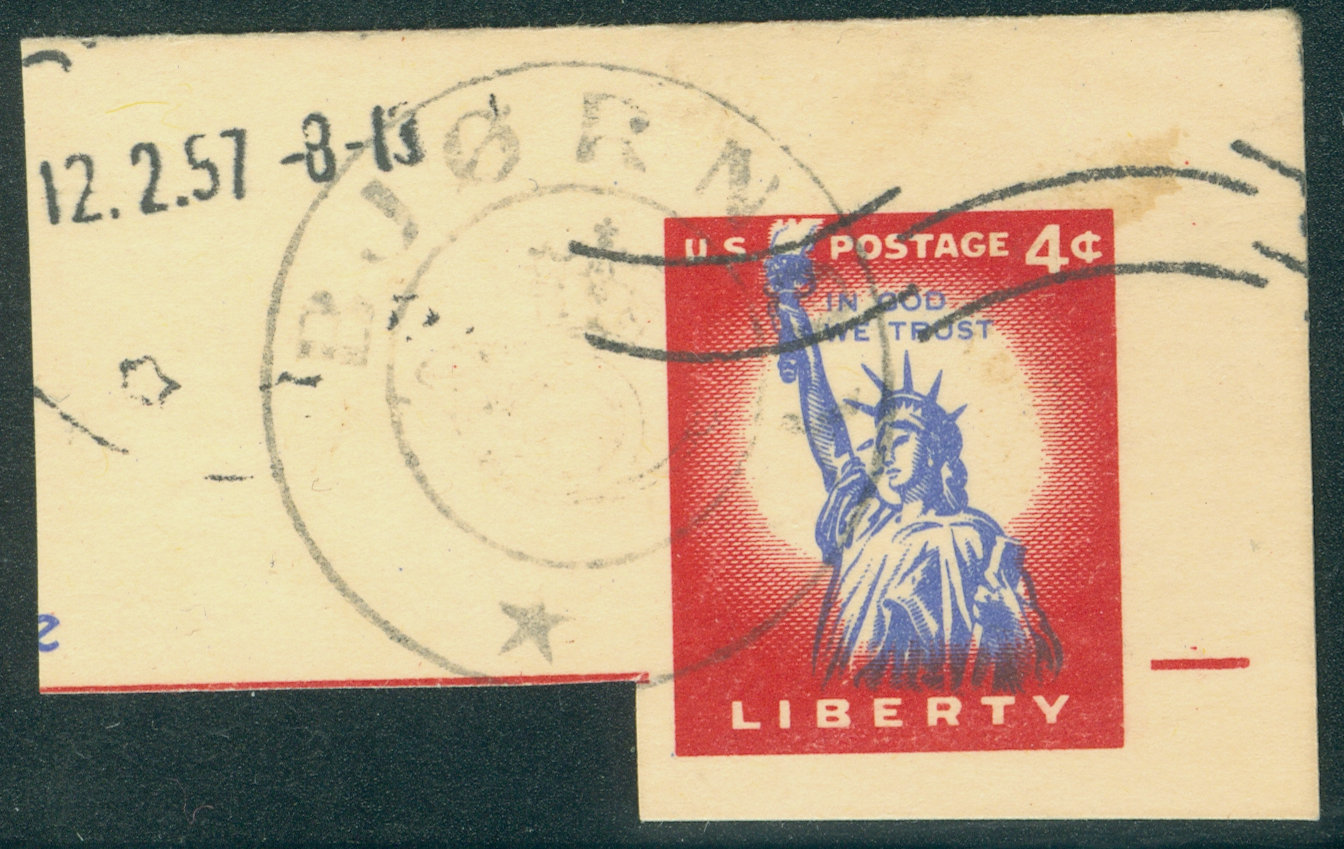 12. 2.57 -8-13
BJØRN
U.S. POSTAGE 4¢
IN GOD
WE TRUST
LIBERTY